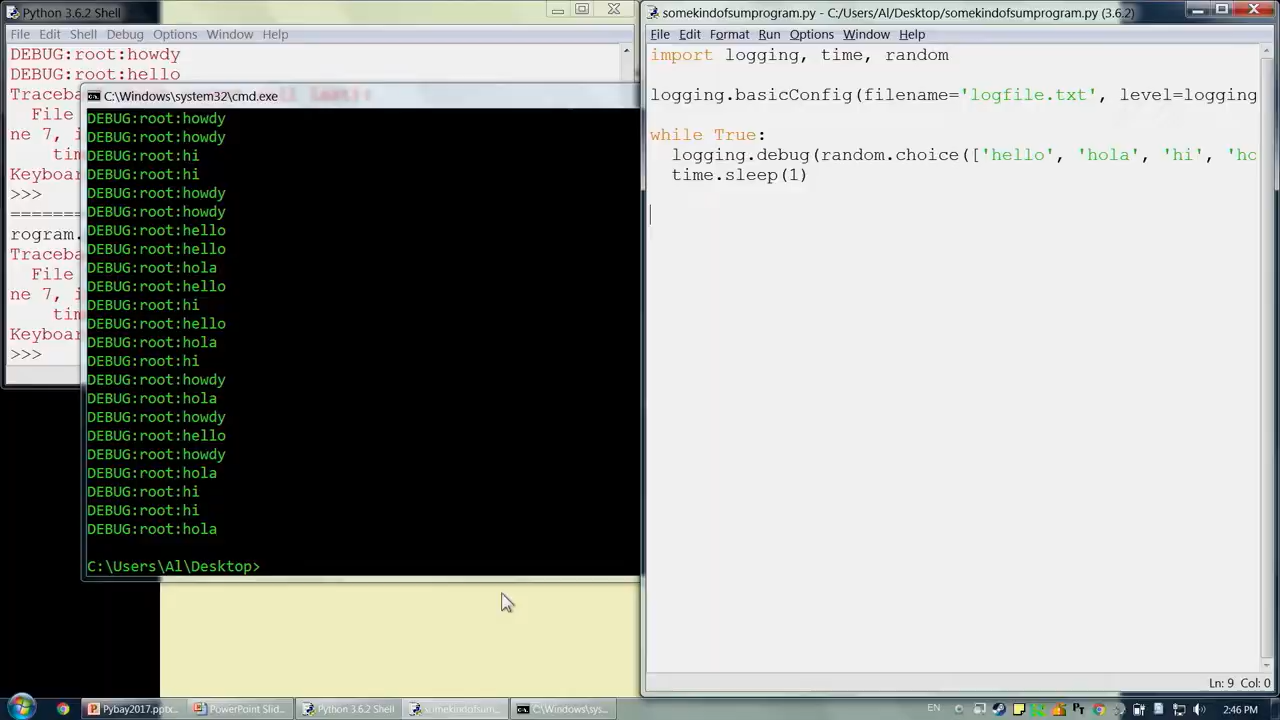 Python 3.6.2 Shell
File Edit Shell Debug Options Window Help
DEBUG:root:howdy
DEBUG:root:hello
Traceba
File
ne 7, i
tim
Keyboar
>>>
========
rogram.
Traceba
File
ne 7, i
tim
Keyboar
>>>
C:\Windows\system32\cmd.exe
DEBUG:root:howdy
DEBUG:root:howdy
DEBUG:root:hi
DEBUG:root:hi
DEBUG:root:howdy
DEBUG:root:howdy
DEBUG:root:hello
DEBUG:root:hello
DEBUG:root:hola
DEBUG:root:hello
DEBUG:root:hi
DEBUG:root:hello
DEBUG:root:hola
DEBUG:root:hi
DEBUG:root:howdy
DEBUG:root:hola
DEBUG:root:howdy
DEBUG:root:hello
DEBUG:root:howdy
DEBUG:root:hola
DEBUG:root:hi
DEBUG:root:hi
DEBUG:root:hola
C:\Users\Al\Desktop>
somekindofsumprogram.py - C:/Users/Al/Desktop/somekindofsumprogram.py (3.6.2)
File Edit Format Run Options Window Help
import logging, time, random
logging.basicConfig(filename='logfile.txt', level=logging
while True:
logging.debug(random.choice(['hello', 'hola', 'hi', 'ho
time.sleep(1)
Ln: 9 Col: 0
Pybay2017.pptx... PowerPoint Slid... Python 3.6.2 Shell somekindofsum... C:\Windows\sys... EN 2:46 PM